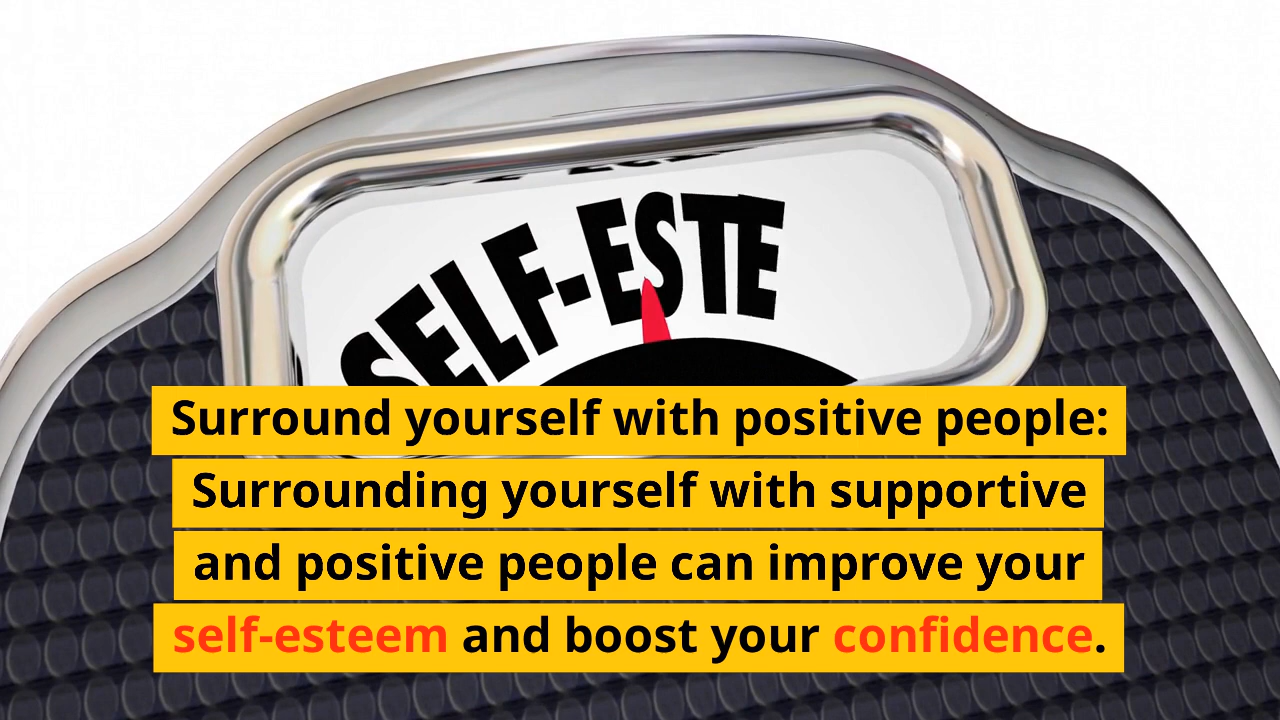 SELF-ESTE
Surround yourself with positive people:
Surrounding yourself with supportive
and positive people can improve your
self-esteem and boost your confidence.